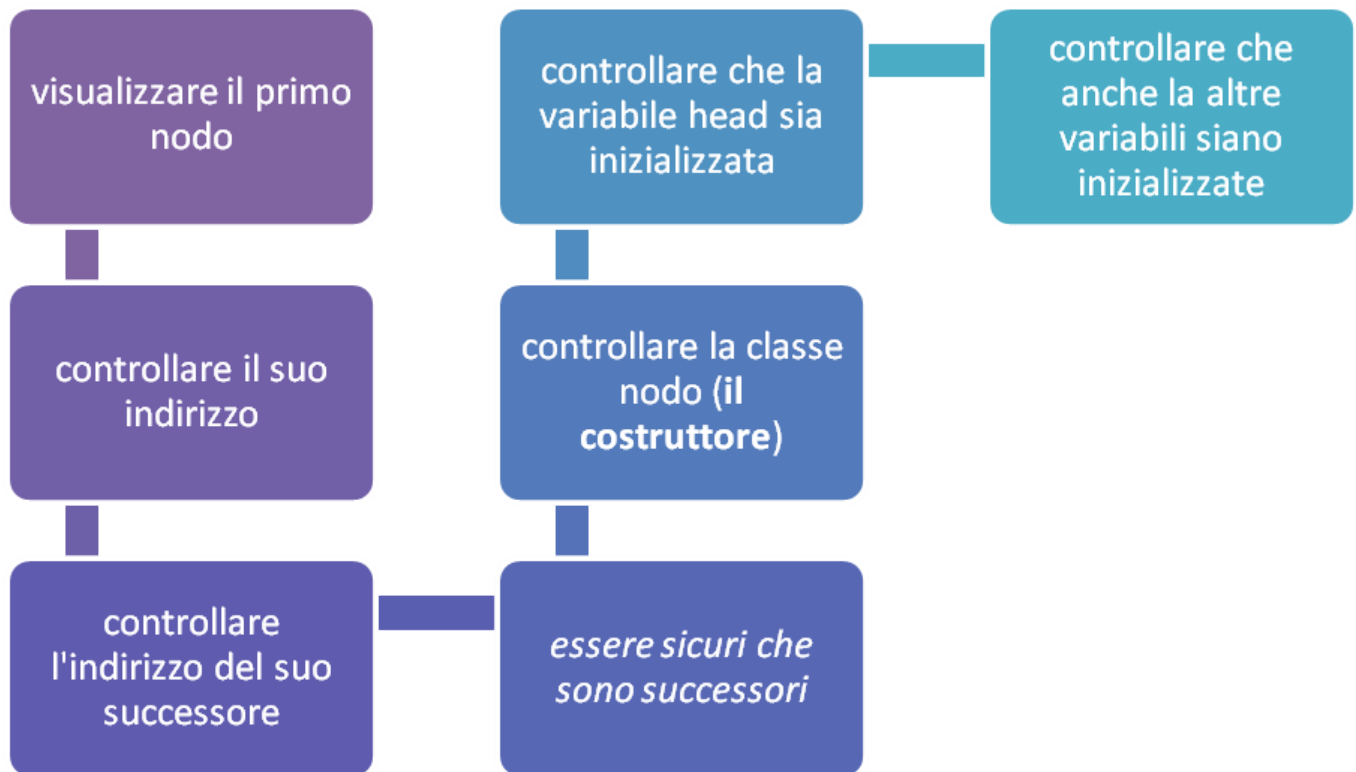 visualizzare il primo
nodo
controllare il suo
indirizzo
controllare
l'indirizzo del suo
successore
essere sicuri che
sono successori
controllare la classe
nodo (il
costruttore)
controllare che la
variabile head sia
inizializzata
controllare che
anche la altre
variabili siano
inizializzate